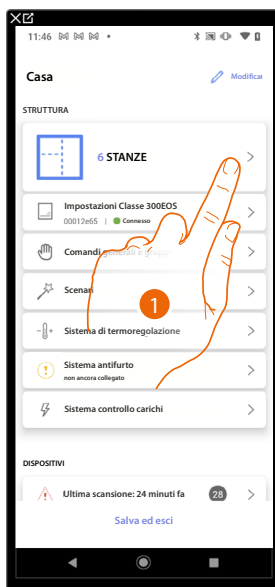 11:46
Casa
Modifica
STRUTTURA
6 STANZE
Impostazioni Classe 300EOS
00012e65 | Connesso
Comandi generali e gruppi
Scenari
1
Sistema di termoregolazione
Sistema antifurto
non ancora collegato
Sistema controllo carichi
DISPOSITIVI
Ultima scansione: 24 minuti fa
28
Salva ed esci